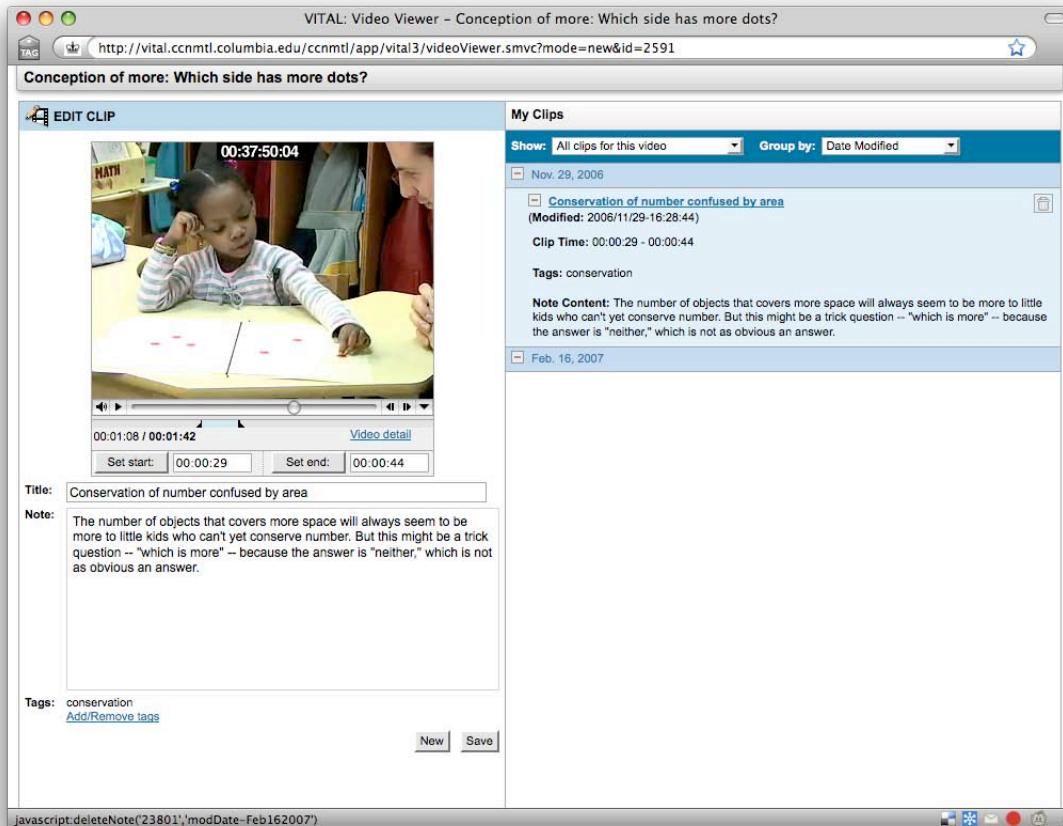 VITAL: Video Viewer – Conception of more: Which side has more dots?
TAG
http://vital.ccnmtl.columbia.edu/ccnmtl/app/vital3/videoViewer.smvc?mode=new&id=2591
Conception of more: Which side has more dots?
EDIT CLIP
MATH
00:37:50:04
00:01:08 / 00:01:42
Video detail
Set start:
00:00:29
Set end:
00:00:44
Title:
Conservation of number confused by area
Note:
The number of objects that covers more space will always seem to be
more to little kids who can't yet conserve number. But this might be a trick
question -- "which is more" -- because the answer is "neither," which is not
as obvious an answer.
Tags:
conservation
Add/Remove tags
New
Save
My Clips
Show:
All clips for this video
Group by:
Date Modified
Nov. 29, 2006
Conservation of number confused by area
(Modified: 2006/11/29-16:28:44)
Clip Time: 00:00:29 - 00:00:44
Tags: conservation
Note Content: The number of objects that covers more space will always seem to be more to little
kids who can't yet conserve number. But this might be a trick question -- "which is more" -- because
the answer is "neither," which is not as obvious an answer.
Feb. 16, 2007
javascript:deleteNote('23801','modDate-Feb162007')